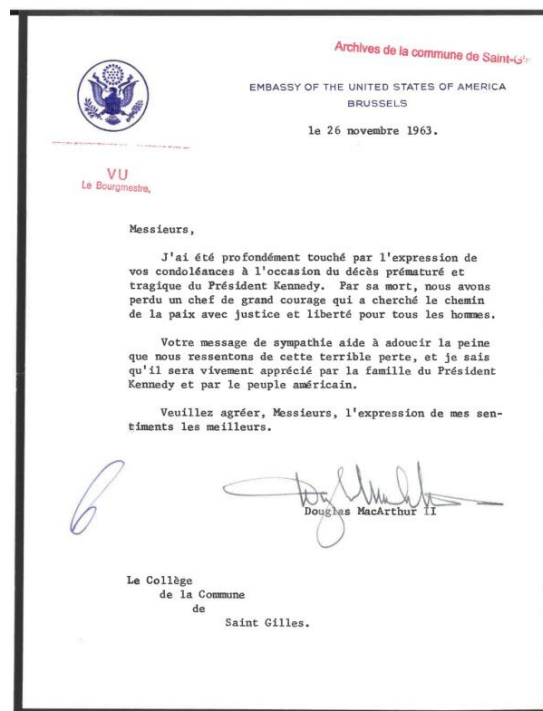 Archives de la commune de Saint-Gi
EMBASSY OF THE UNITED STATES OF AMERICA
BRUSSELS
le 26 novembre 1963.
VU
Le Bourgmestre,
Messieurs,
J'ai été profondément touché par l'expression de
vos condoléances à l'occasion du décès prématuré et
tragique du Président Kennedy. Par sa mort, nous avons
perdu un chef de grand courage qui a cherché le chemin
de la paix avec justice et liberté pour tous les hommes.
Votre message de sympathie aide à adoucir la peine
que nous ressentons de cette terrible perte, et je sais
qu'il sera vivement apprécié par la famille du Président
Kennedy et par le peuple américain.
Veuillez agréer, Messieurs, l'expression de mes sen-
timents les meilleurs.
Douglas MacArthur II
Le Collège
de la Commune
de
Saint Gilles.